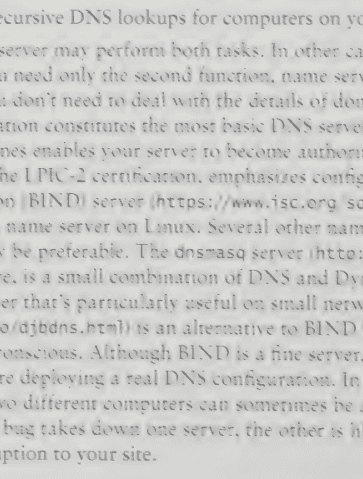 ecursive DNS lookups for computers on yo
server may perform both tasks. In other ca
u need only the second function, name serv
u don't need to deal with the details of dom
ation constitutes the most basic DNS serve
nes enables your server to become authori
he LPIC-2 certification, emphasizes config
on (BIND) server (https://www.isc.org so
name server on Linux. Several other nam
y be preferable. The dnsmasq server (http:
re, is a small combination of DNS and Dy
er that's particularly useful on small netw
o/djbdns.html) is an alternative to BIND
conscious. Although BIND is a fine server,
re deploying a real DNS configuration. In
wo different computers can sometimes be
bug takes down one server, the other is
ption to your site.